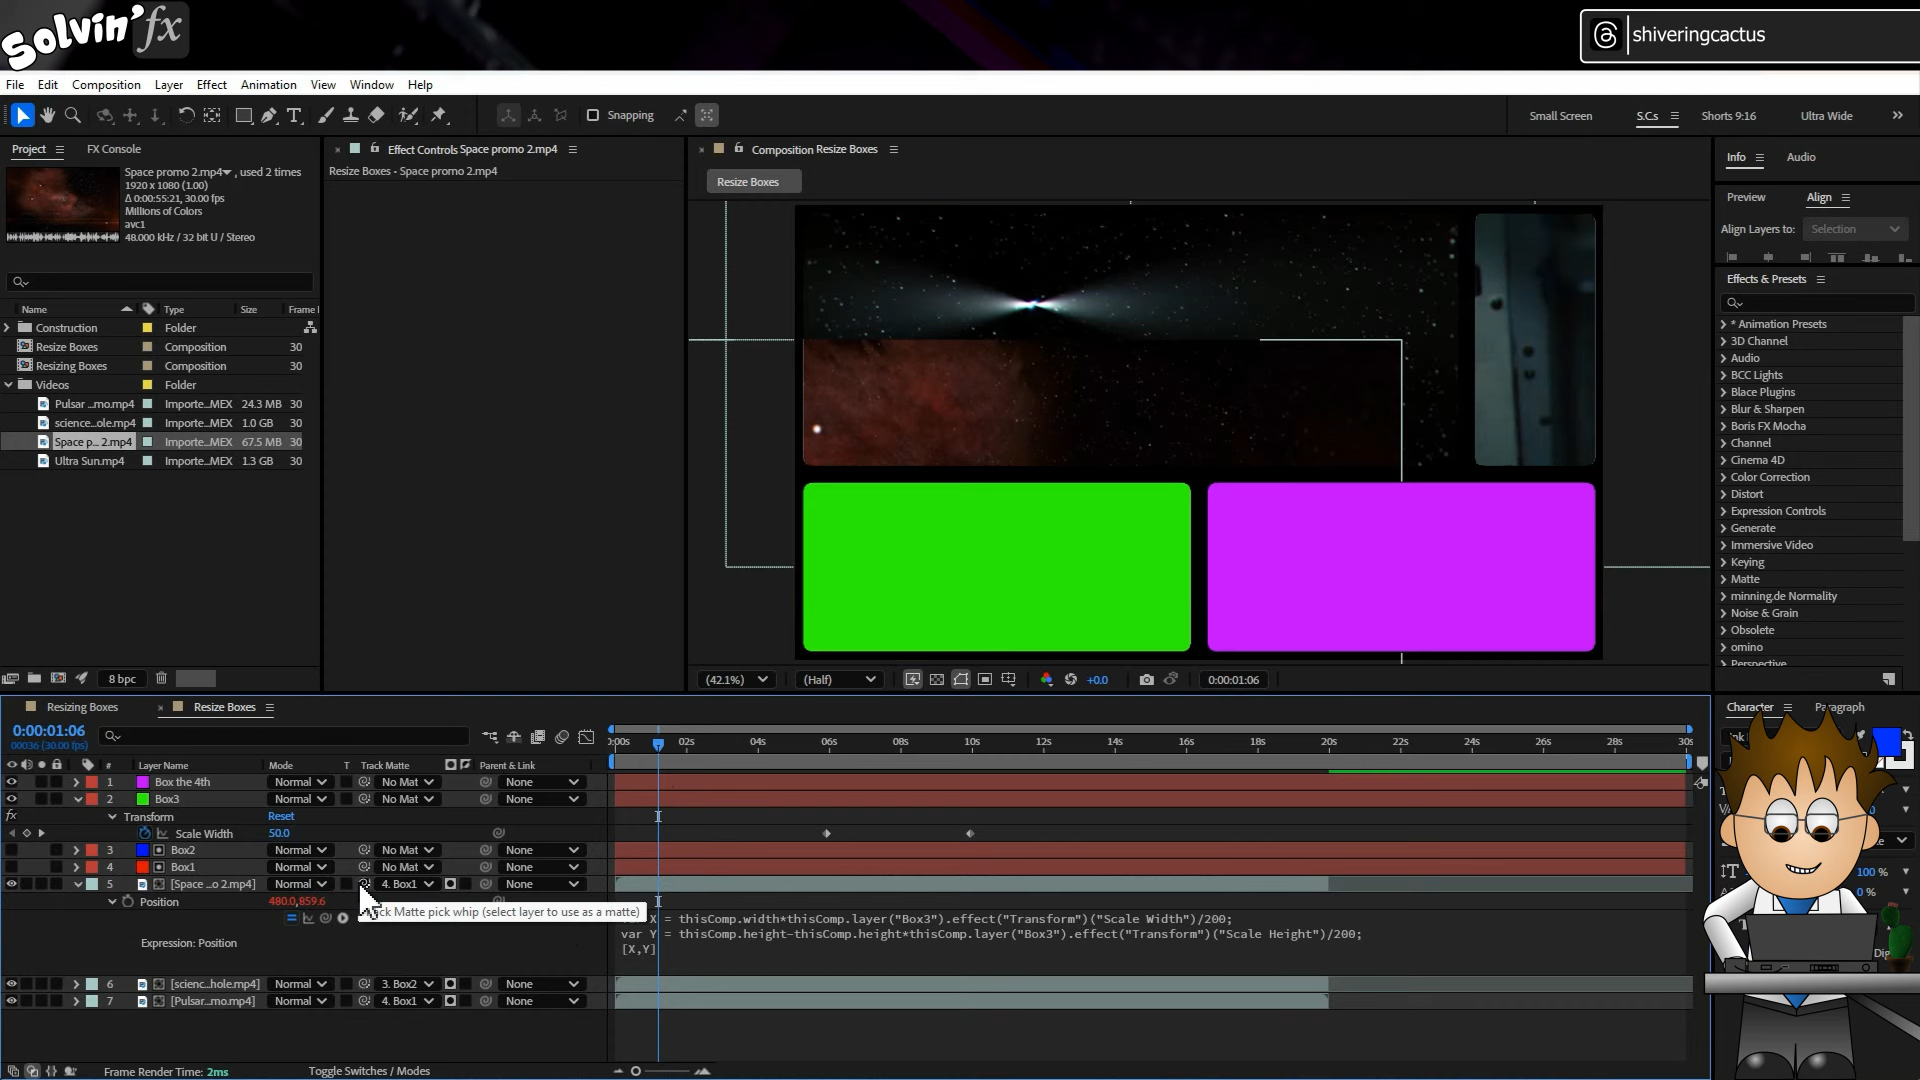 Solvin' fx
shiveringcactus
File Edit Composition Layer Effect Animation View Window Help
Snapping
Small Screen S.Cs Shorts 9:16 Ultra Wide
Project FX Console
Effect Controls Space promo 2.mp4
Composition Resize Boxes
Info Audio
Space promo 2.mp4 , used 2 times
1920 x 1080 (1.00)
Δ 0:00:55:21, 30.00 fps
Millions of Colors
avc1
48.000 kHz / 32 bit U / Stereo
Resize Boxes - Space promo 2.mp4
Resize Boxes
Preview Align
Align Layers to: Selection
Effects & Presets
Name Type Size Frame
Construction Folder
Resize Boxes Composition 30
Resizing Boxes Composition 30
Videos Folder
Pulsar ...mo.mp4 Importe...MEX 24.3 MB 30
science...ole.mp4 Importe...MEX 1.0 GB 30
Space p... 2.mp4 Importe...MEX 67.5 MB 30
Ultra Sun.mp4 Importe...MEX 1.3 GB 30
* Animation Presets
3D Channel
Audio
BCC Lights
Blace Plugins
Blur & Sharpen
Boris FX Mocha
Channel
Cinema 4D
Color Correction
Distort
Expression Controls
Generate
Immersive Video
Keying
Matte
minning.de Normality
Noise & Grain
Obsolete
omino
Perspective
8 bpc
(42.1%) (Half) +0.0 0:00:01:06
Resizing Boxes Resize Boxes
Character Paragraph
0:00:01:06
00036 (30.00 fps)
:00s 02s 04s 06s 08s 10s 12s 14s 16s 18s 20s 22s 24s 26s 28s 30s
# Layer Name Mode T Track Matte Parent & Link
1 Box the 4th Normal No Mat None
2 Box3 Normal No Mat None
fx Transform Reset
Scale Width 50.0
3 Box2 Normal No Mat None
4 Box1 Normal No Mat None
5 [Space ...o 2.mp4] Normal 4. Box1 None
Position 480.0,859.6
ck Matte pick whip (select layer to use as a matte)
X = thisComp.width*thisComp.layer("Box3").effect("Transform")("Scale Width")/200;
var Y = thisComp.height-thisComp.height*thisComp.layer("Box3").effect("Transform")("Scale Height")/200;
[X,Y]
Expression: Position
6 [scienc...hole.mp4] Normal 3. Box2 None
7 [Pulsar...mo.mp4] Normal 4. Box1 None
100 %
0 %
Frame Render Time: 2ms Toggle Switches / Modes